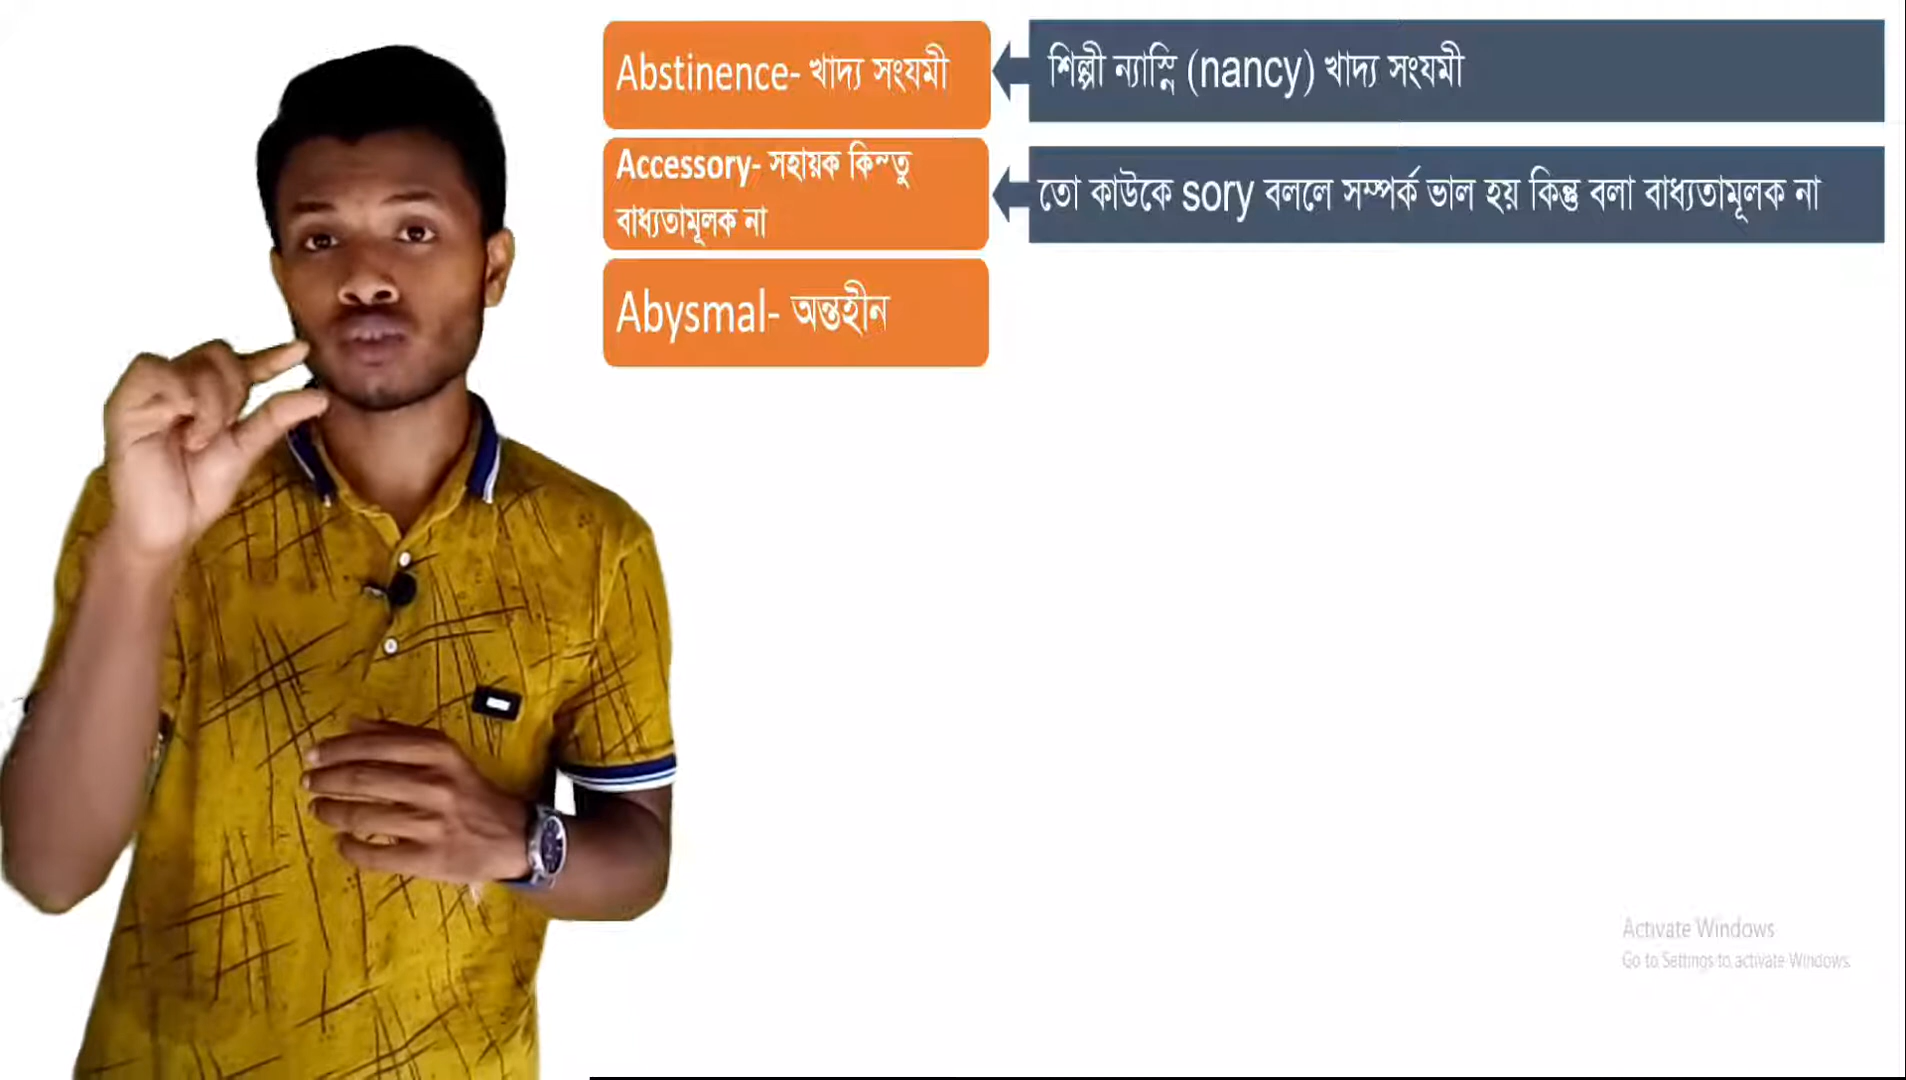 Abstinence- খাদ্য সংযমী
শিল্পী ন্যান্সি (nancy) খাদ্য সংযমী
Accessory- সহায়ক কিন্তু
বাধ্যতামূলক না
তো কাউকে sory বললে সম্পর্ক ভাল হয় কিন্তু বলা বাধ্যতামূলক না
Abysmal- অন্তহীন
Activate Windows
Go to Settings to activate Windows.